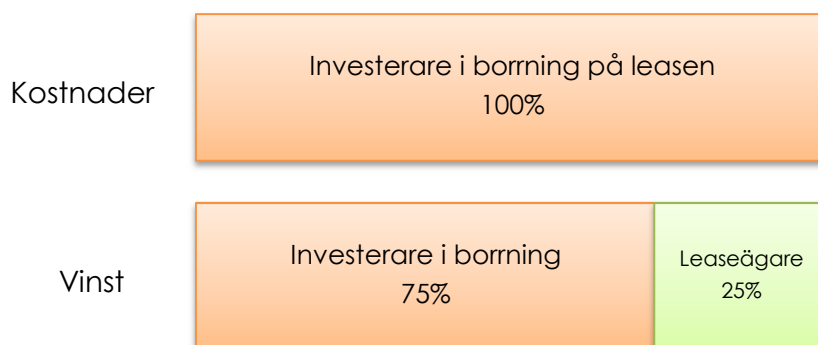 Kostnader
Investerare i borrning på leasen
100%
Vinst
Investerare i borrning
75%
Leaseägare
25%